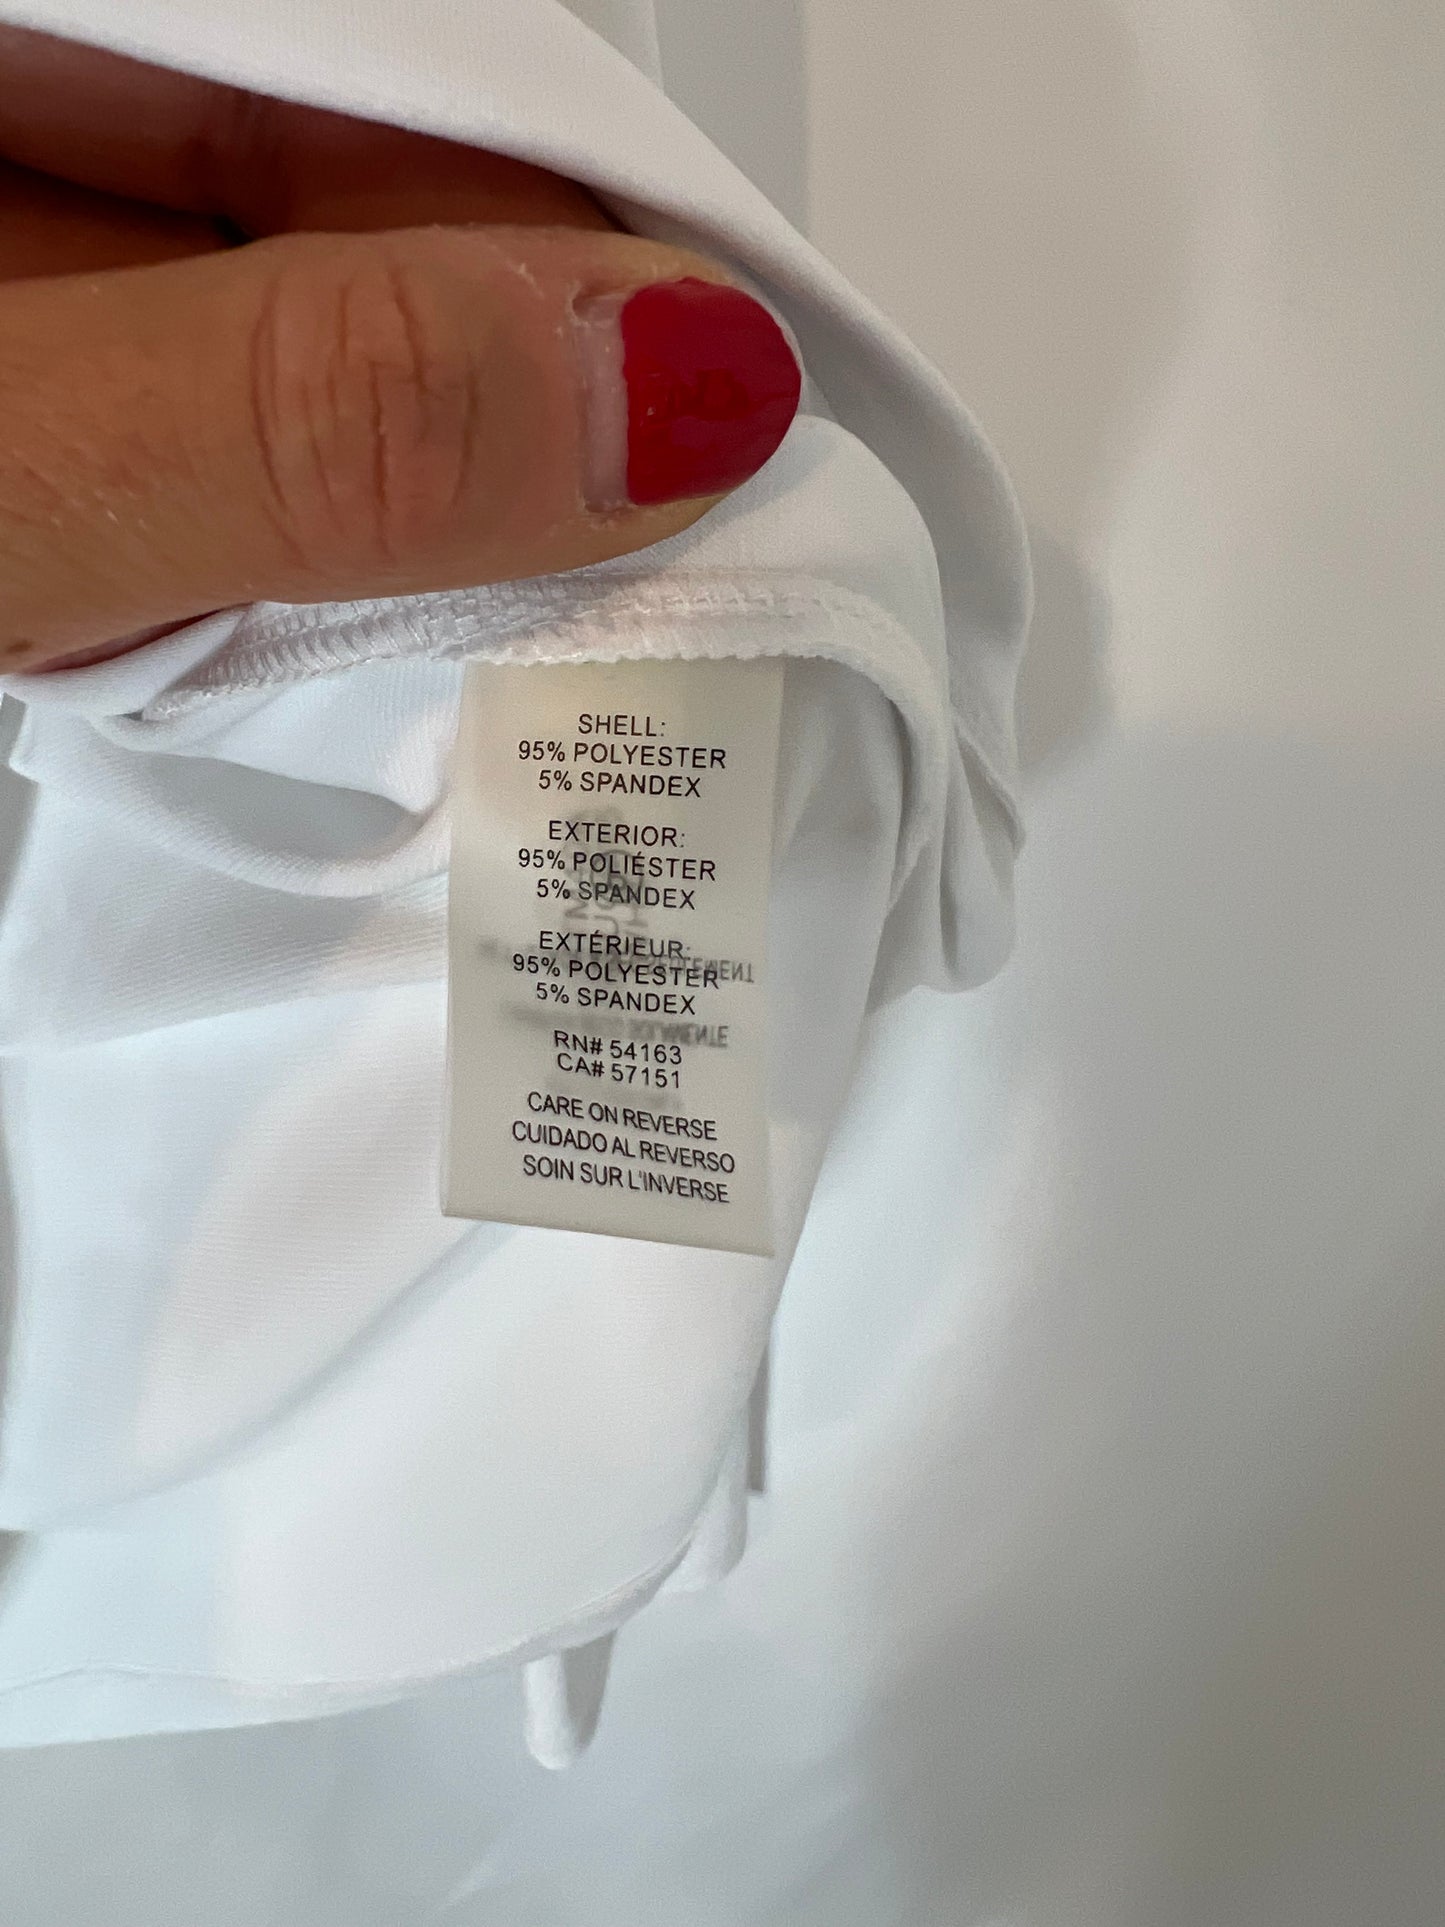 SHELL:
95% POLYESTER
5% SPANDEX
EXTERIOR:
95% POLIÉSTER
5% SPANDEX
EXTÉRIEUR:
95% POLYESTER
5% SPANDEX
RN# 54163
CA# 57151
CARE ON REVERSE
CUIDADO AL REVERSO
SOIN SUR L'INVERSE